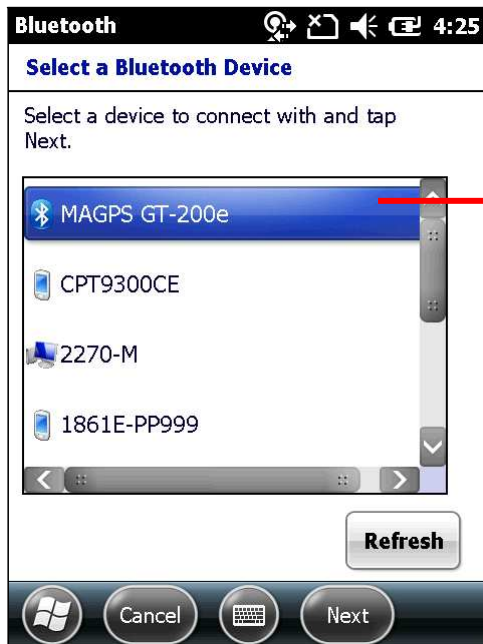 Bluetooth 4:25
Select a Bluetooth Device
Select a device to connect with and tap
Next.
MAGPS GT-200e
CPT9300CE
2270-M
1861E-PP999
Refresh
Cancel Next